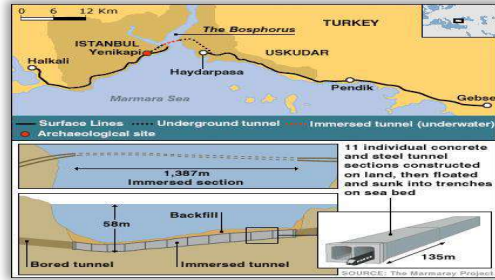 0 6 12 Km
TURKEY
The Bosphorus
ISTANBUL
Yenikapi
USKUDAR
Halkali
Haydarpasa
Pendik
Marmara Sea
Gebse
Surface Lines Underground tunnel Immersed tunnel (underwater)
Archaeological site
1,387m
Immersed section
11 individual concrete
and steel tunnel
sections constructed
on land, then floated
and sunk into trenches
on sea bed
58m
Backfill
Bored tunnel
Immersed tunnel
135m
SOURCE: The Marmaray Project